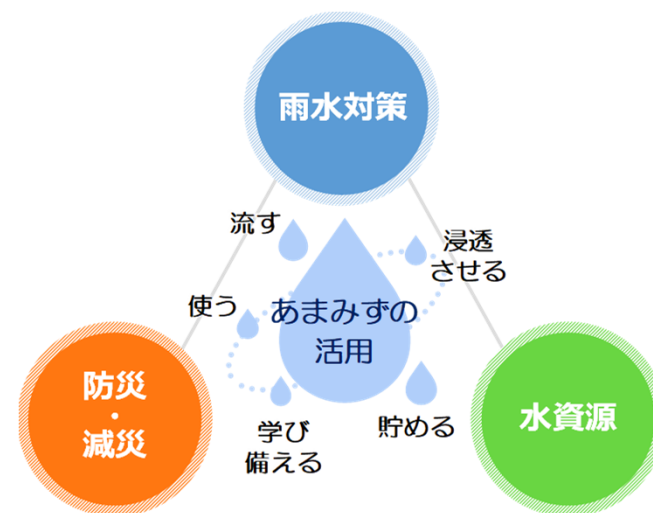 雨水対策
流す
浸透
させる
使う
あまみずの
活用
防災
・
減災
学び
備える
貯める
水資源